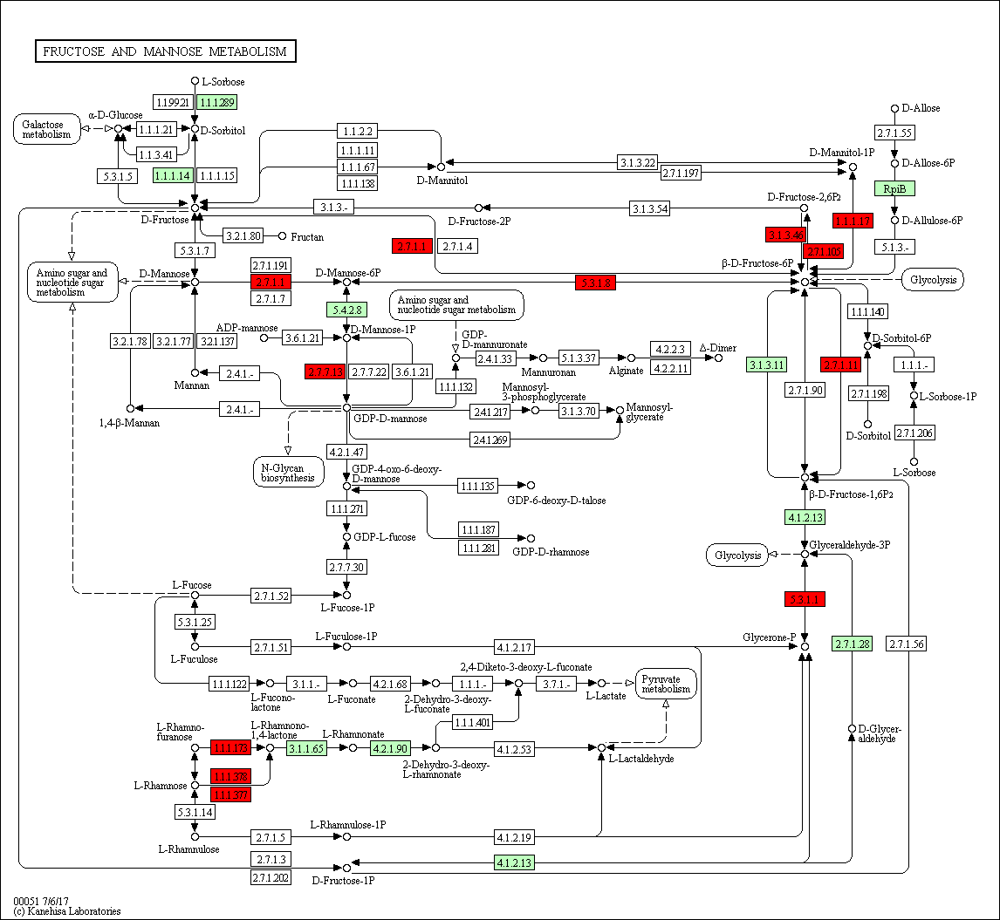 FRUCTOSE AND MANNOSE METABOLISM
L-Sorbose
1.1.99.21
1.1.1.289
D-Allose
α-D-Glucose
Galactose
metabolism
1.1.1.21
D-Sorbitol
1.1.2.2
2.7.1.55
1.1.3.41
1.1.1.11
D-Mannitol-1P
1.1.1.67
3.1.3.22
D-Allose-6P
5.3.1.5
1.1.1.14
1.1.1.15
1.1.1.138
D-Mannitol
2.7.1.197
RpiB
D-Fructose-2,6P2
3.1.3.-
3.1.3.54
D-Fructose
D-Fructose-2P
1.1.1.17
D-Allulose-6P
3.2.1.80
Fructan
3.1.3.46
5.3.1.7
2.7.1.1
2.7.1.4
2.7.1.105
5.1.3.-
2.7.1.191
β-D-Fructose-6P
Amino sugar and
nucleotide sugar
metabolism
D-Mannose
2.7.1.1
D-Mannose-6P
5.3.1.8
Glycolysis
2.7.1.7
Amino sugar and
nucleotide sugar metabolism
5.4.2.8
1.1.1.140
ADP-mannose
D-Mannose-1P
3.2.1.78
3.2.1.77
3.2.1.137
3.6.1.21
GDP-
D-mannuronate
D-Sorbitol-6P
4.2.2.3
Δ-Dimer
2.4.1.33
5.1.3.37
3.1.3.11
2.7.1.11
1.1.1.-
Mannan
2.4.1.-
2.7.7.13
2.7.7.22
3.6.1.21
Mannuronan
Alginate
4.2.2.11
1.1.1.132
Mannosyl-
3-phosphoglycerate
2.7.1.90
2.7.1.198
L-Sorbose-1P
2.4.1.-
2.4.1.217
3.1.3.70
Mannosyl-
glycerate
1,4-β-Mannan
GDP-D-mannose
D-Sorbitol
2.7.1.206
2.4.1.269
4.2.1.47
N-Glycan
biosynthesis
GDP-4-oxo-6-deoxy-
D-mannose
L-Sorbose
1.1.1.135
GDP-6-deoxy-D-talose
β-D-Fructose-1,6P2
1.1.1.271
4.1.2.13
1.1.1.187
GDP-L-fucose
1.1.1.281
GDP-D-rhamnose
Glyceraldehyde-3P
Glycolysis
2.7.7.30
L-Fucose
2.7.1.52
L-Fucose-1P
5.3.1.1
5.3.1.25
L-Fuculose-1P
Glycerone-P
2.7.1.51
4.1.2.17
2.7.1.28
2.7.1.56
L-Fuculose
2,4-Diketo-3-deoxy-L-fuconate
1.1.1.122
3.1.1.-
4.2.1.68
1.1.1.-
3.7.1.-
Pyruvate
metabolism
L-Fucono-
lactone
L-Fuconate
2-Dehydro-3-deoxy-
L-fuconate
L-Lactate
1.1.1.401
L-Rhamno-
furanose
L-Rhamnono-
1,4-lactone
L-Rhamnonate
D-Glycer-
aldehyde
1.1.1.173
3.1.1.65
4.2.1.90
4.1.2.53
2-Dehydro-3-deoxy-
L-rhamnonate
L-Lactaldehyde
1.1.1.378
L-Rhamnose
1.1.1.377
5.3.1.14
L-Rhamnulose-1P
2.7.1.5
4.1.2.19
L-Rhamnulose
2.7.1.3
4.1.2.13
2.7.1.202
D-Fructose-1P
00051 7/6/17
(c) Kanehisa Laboratories